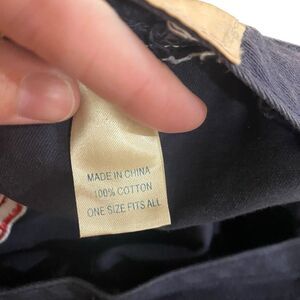 MADE IN CHINA
100% COTTON
ONE SIZE FITS ALL